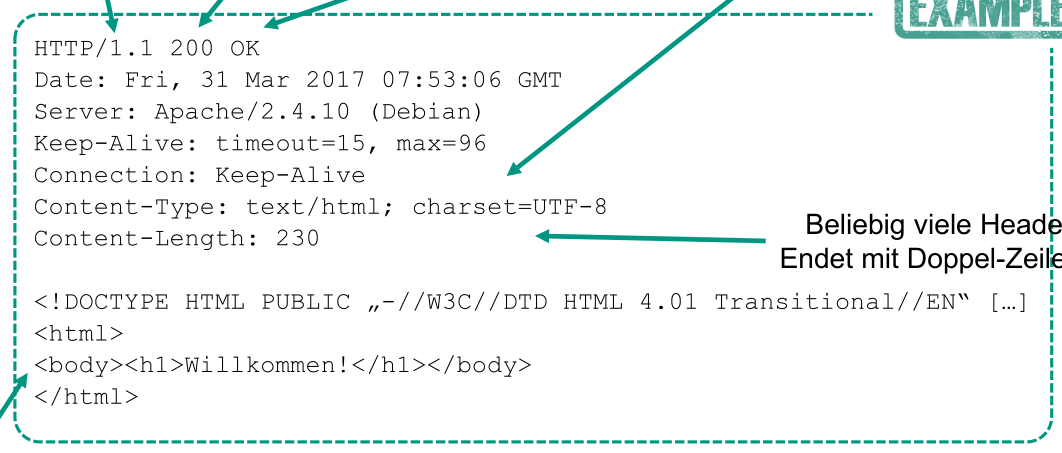 EXAMPLE
HTTP/1.1 200 OK
Date: Fri, 31 Mar 2017 07:53:06 GMT
Server: Apache/2.4.10 (Debian)
Keep-Alive: timeout=15, max=96
Connection: Keep-Alive
Content-Type: text/html; charset=UTF-8
Content-Length: 230
Beliebig viele Heade
Endet mit Doppel-Zeile
<!DOCTYPE HTML PUBLIC „-//W3C//DTD HTML 4.01 Transitional//EN“ […]
<html>
<body><h1>Willkommen!</h1></body>
</html>